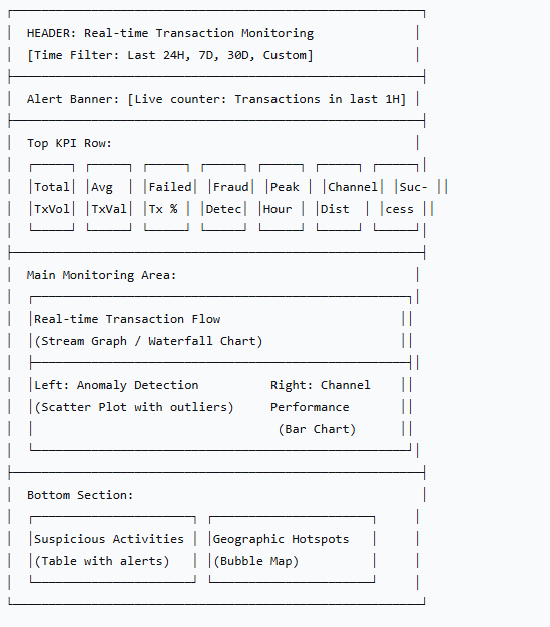 HEADER: Real-time Transaction Monitoring
[Time Filter: Last 24H, 7D, 30D, Custom]
Alert Banner: [Live counter: Transactions in last 1H]
Top KPI Row:
Total Avg Failed Fraud Peak Channel Suc-
TxVol TxVal Tx % Detec Hour Dist cess
Main Monitoring Area:
Real-time Transaction Flow
(Stream Graph / Waterfall Chart)
Left: Anomaly Detection Right: Channel
(Scatter Plot with outliers) Performance
(Bar Chart)
Bottom Section:
Suspicious Activities Geographic Hotspots
(Table with alerts) (Bubble Map)